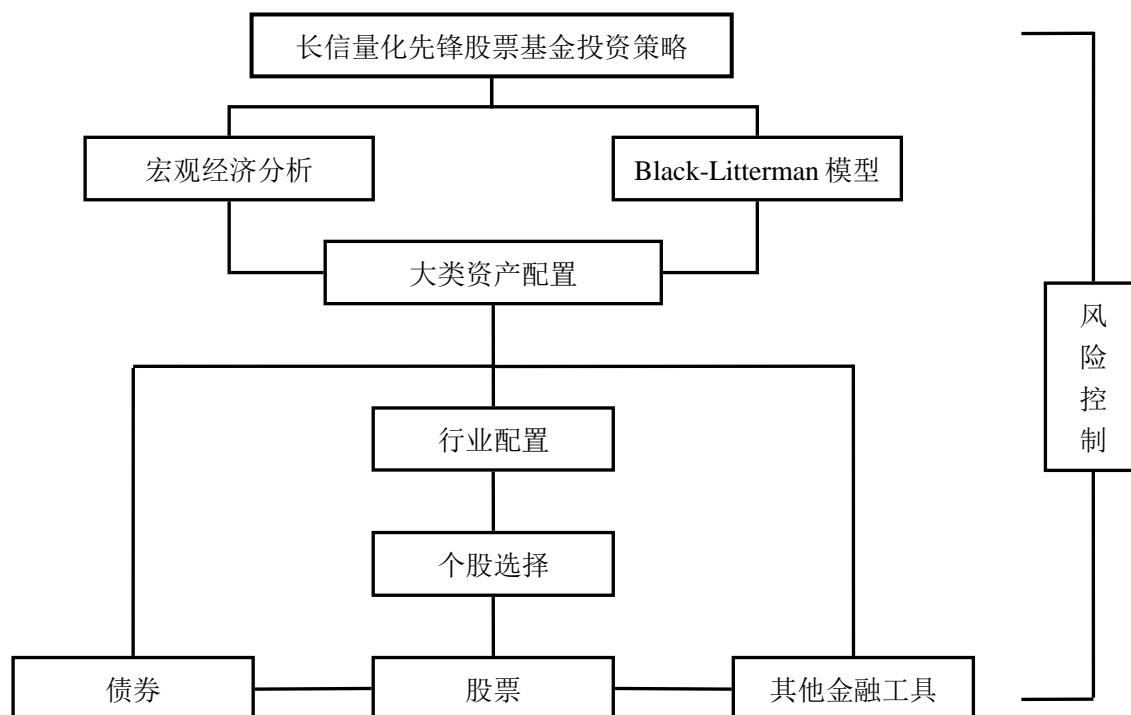 长信量化先锋股票基金投资策略
宏观经济分析
Black-Litterman 模型
大类资产配置
行业配置
个股选择
债券
股票
其他金融工具
风
险
控
制